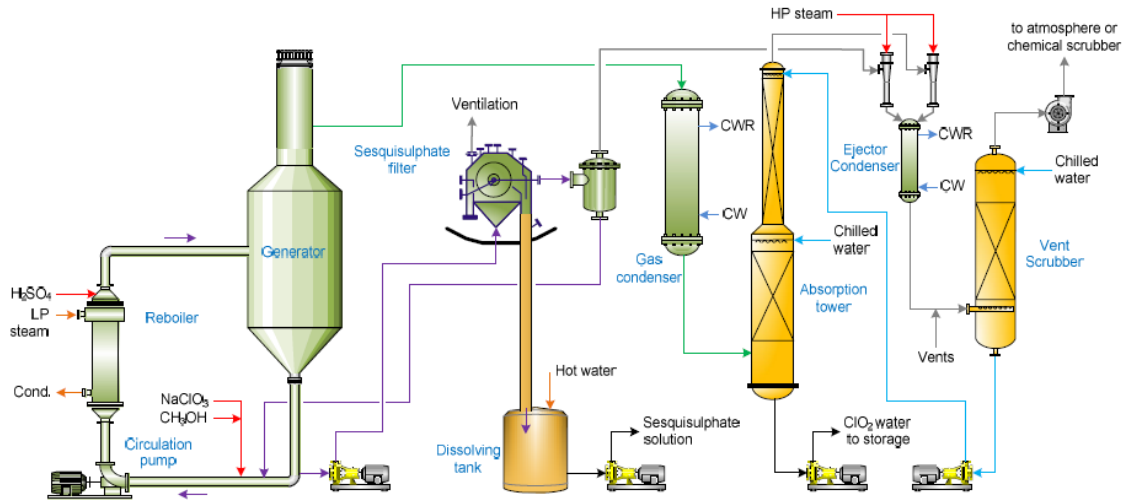 HP steam
to atmosphere or
chemical scrubber
Ventilation
Sesquisulphate
filter
CWR
CWR
Ejector
Condenser
Chilled
water
CW
CW
Generator
Chilled
water
Vent
Scrubber
Gas
condenser
H2SO4
LP
steam
Reboiler
Absorption
tower
Vents
Hot water
Cond.
NaClO3
CH3OH
Sesquisulphate
solution
ClO2 water
to storage
Circulation
pump
Dissolving
tank